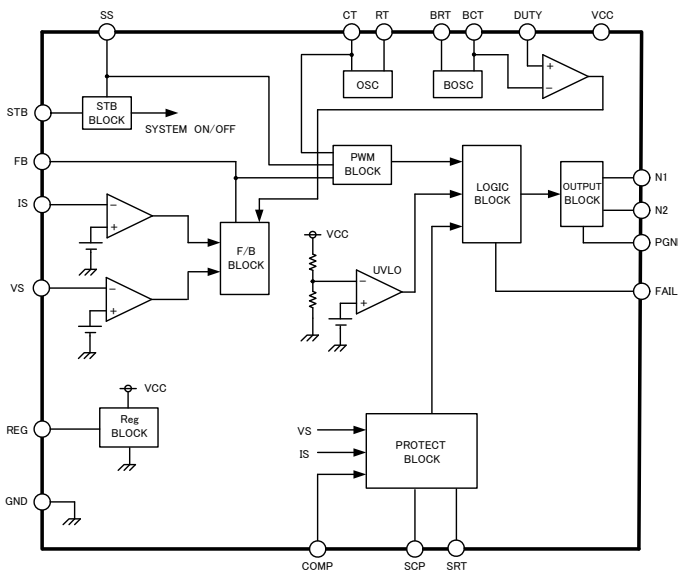 SS
CT RT BRT BCT DUTY VCC
OSC
BOSC
+
−
STB
STB
BLOCK
SYSTEM ON/OFF
FB
PWM
BLOCK
LOGIC
BLOCK
OUTPUT
BLOCK
N1
N2
PGN
FAIL
IS
−
+
F/B
BLOCK
VCC
UVLO
−
+
VS
−
+
VCC
REG
Reg
BLOCK
VS
IS
PROTECT
BLOCK
GND
COMP
SCP
SRT